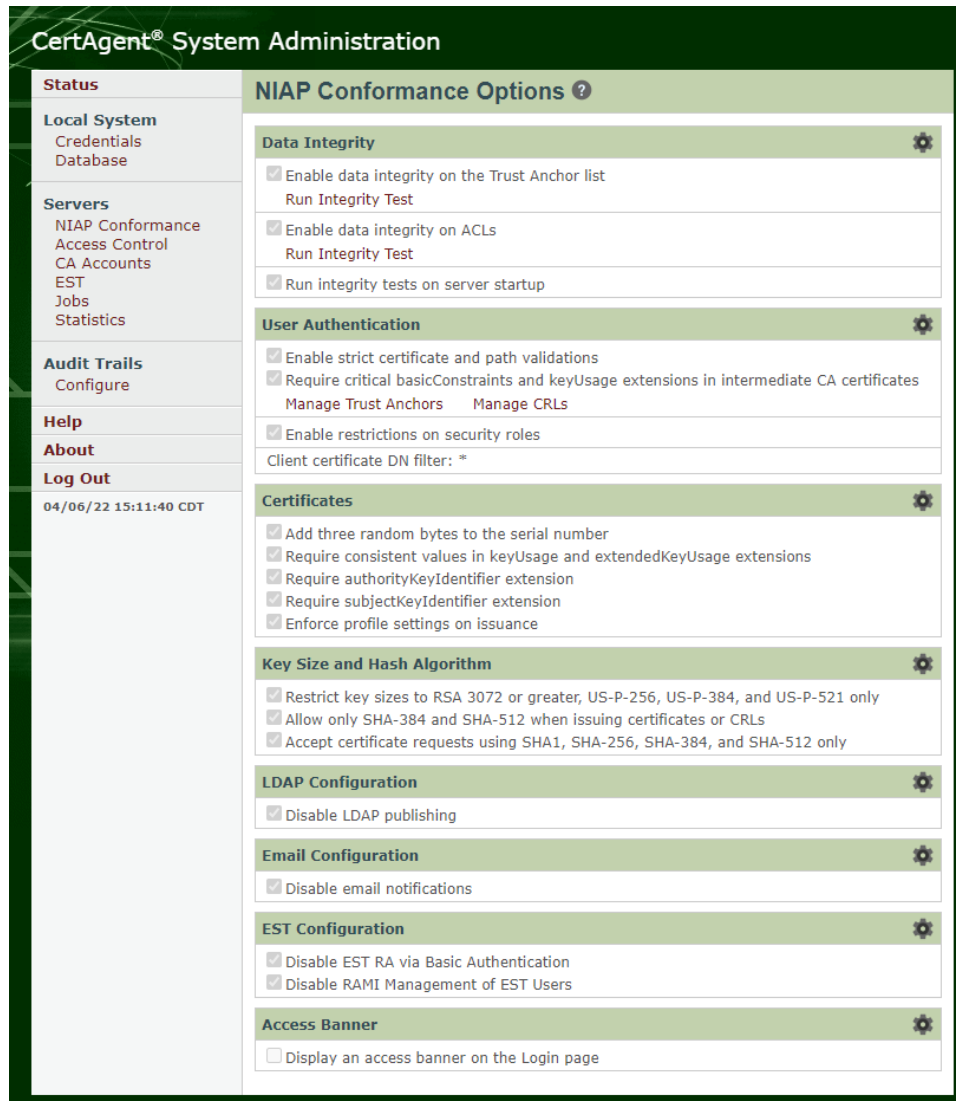 CertAgent® System Administration
Status
Local System
Credentials
Database
Servers
NIAP Conformance
Access Control
CA Accounts
EST
Jobs
Statistics
Audit Trails
Configure
Help
About
Log Out
04/06/22 15:11:40 CDT
NIAP Conformance Options ?
Data Integrity
Enable data integrity on the Trust Anchor list
Run Integrity Test
Enable data integrity on ACLs
Run Integrity Test
Run integrity tests on server startup
User Authentication
Enable strict certificate and path validations
Require critical basicConstraints and keyUsage extensions in intermediate CA certificates
Manage Trust Anchors Manage CRLs
Enable restrictions on security roles
Client certificate DN filter: *
Certificates
Add three random bytes to the serial number
Require consistent values in keyUsage and extendedKeyUsage extensions
Require authorityKeyIdentifier extension
Require subjectKeyIdentifier extension
Enforce profile settings on issuance
Key Size and Hash Algorithm
Restrict key sizes to RSA 3072 or greater, US-P-256, US-P-384, and US-P-521 only
Allow only SHA-384 and SHA-512 when issuing certificates or CRLs
Accept certificate requests using SHA1, SHA-256, SHA-384, and SHA-512 only
LDAP Configuration
Disable LDAP publishing
Email Configuration
Disable email notifications
EST Configuration
Disable EST RA via Basic Authentication
Disable RAMI Management of EST Users
Access Banner
Display an access banner on the Login page